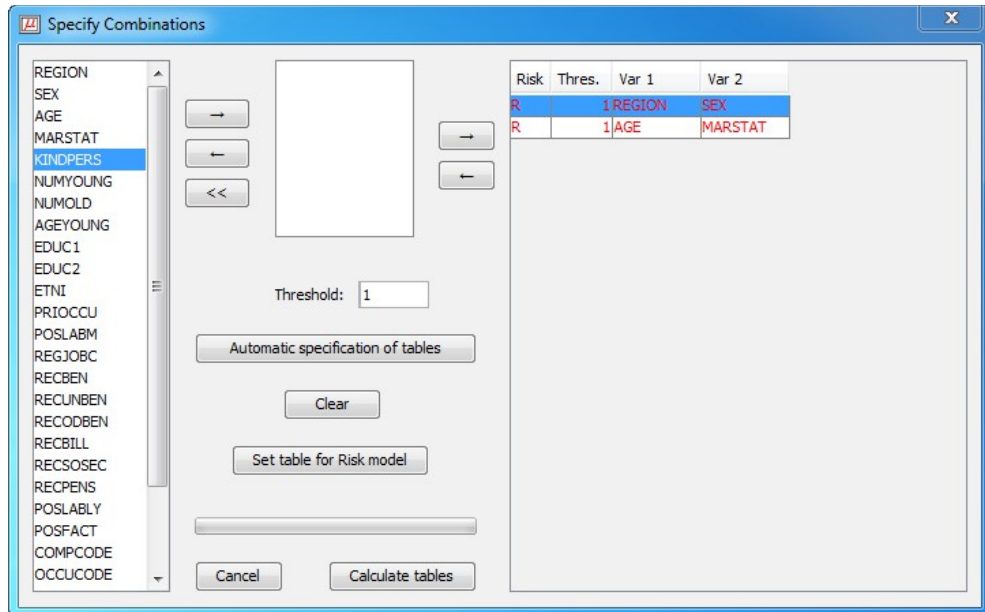 μ Specify Combinations
X
REGION
SEX
AGE
MARSTAT
KINDPERS
NUMYOUNG
NUMOLD
AGEYOUNG
EDUC1
EDUC2
ETNI
PRIOCCU
POSLABM
REGJOBC
RECBEN
RECUNBEN
RECODBEN
RECBILL
RECSOSEC
RECPENS
POSLABLY
POSFACT
COMPCODE
OCCUCODE
→
←
<<
→
←
Threshold: 1
Automatic specification of tables
Clear
Set table for Risk model
Cancel Calculate tables
Risk Thres. Var 1 Var 2
R 1 REGION SEX
R 1 AGE MARSTAT